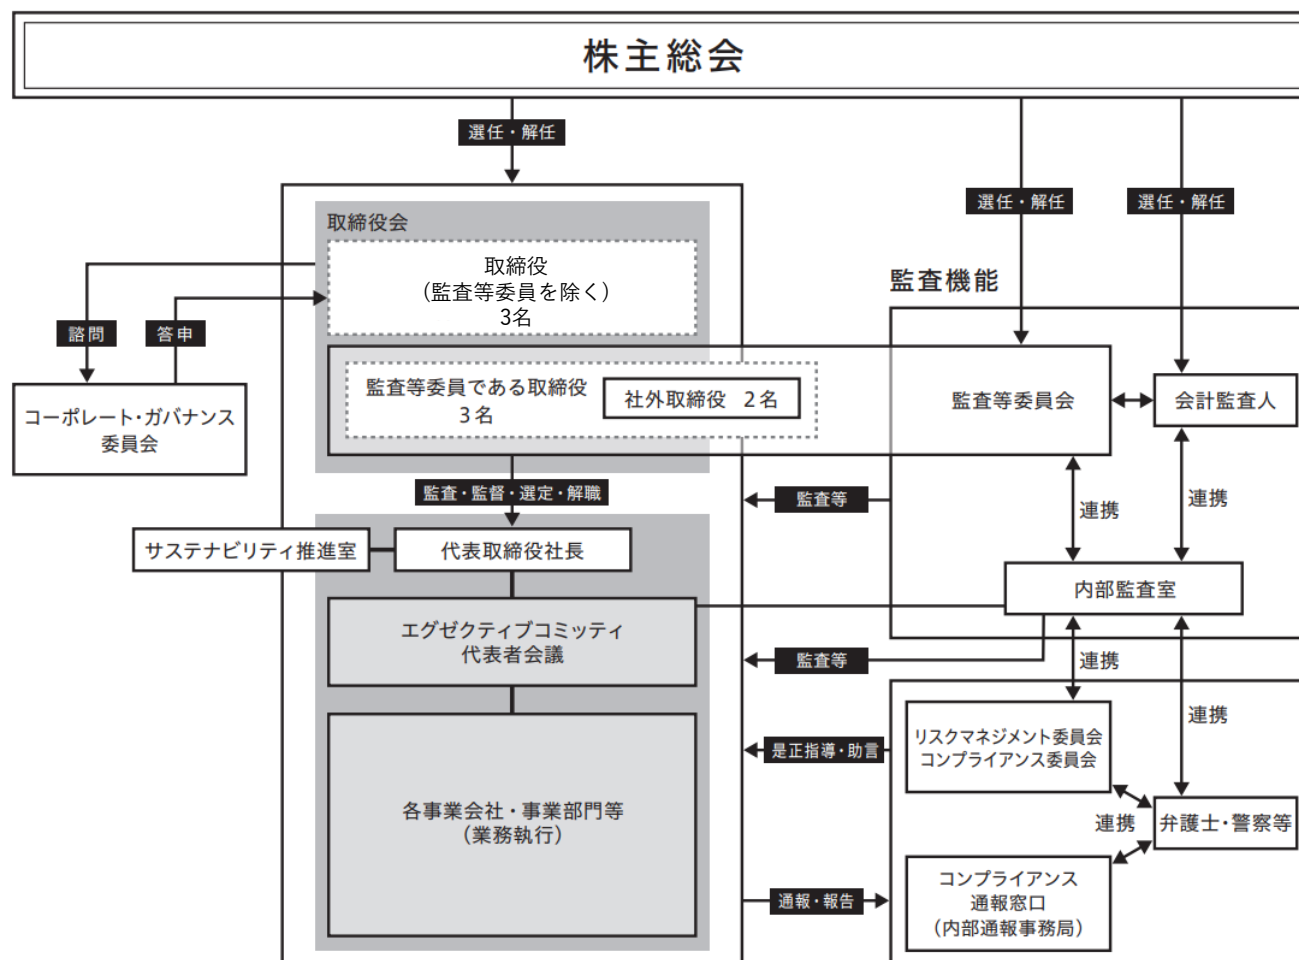 株主総会
選任・解任
選任・解任
選任・解任
取締役会
取締役
(監査等委員を除く)
3名
監査機能
諮問
答申
監査等委員である取締役
3名
社外取締役 2名
監査等委員会
会計監査人
コーポレート・ガバナンス
委員会
監査・監督・選定・解職
監査等
連携
連携
サステナビリティ推進室
代表取締役社長
内部監査室
エグゼクティブコミッティ
代表者会議
監査等
連携
連携
リスクマネジメント委員会
コンプライアンス委員会
是正指導・助言
各事業会社・事業部門等
(業務執行)
連携
弁護士・警察等
通報・報告
コンプライアンス
通報窓口
(内部通報事務局)